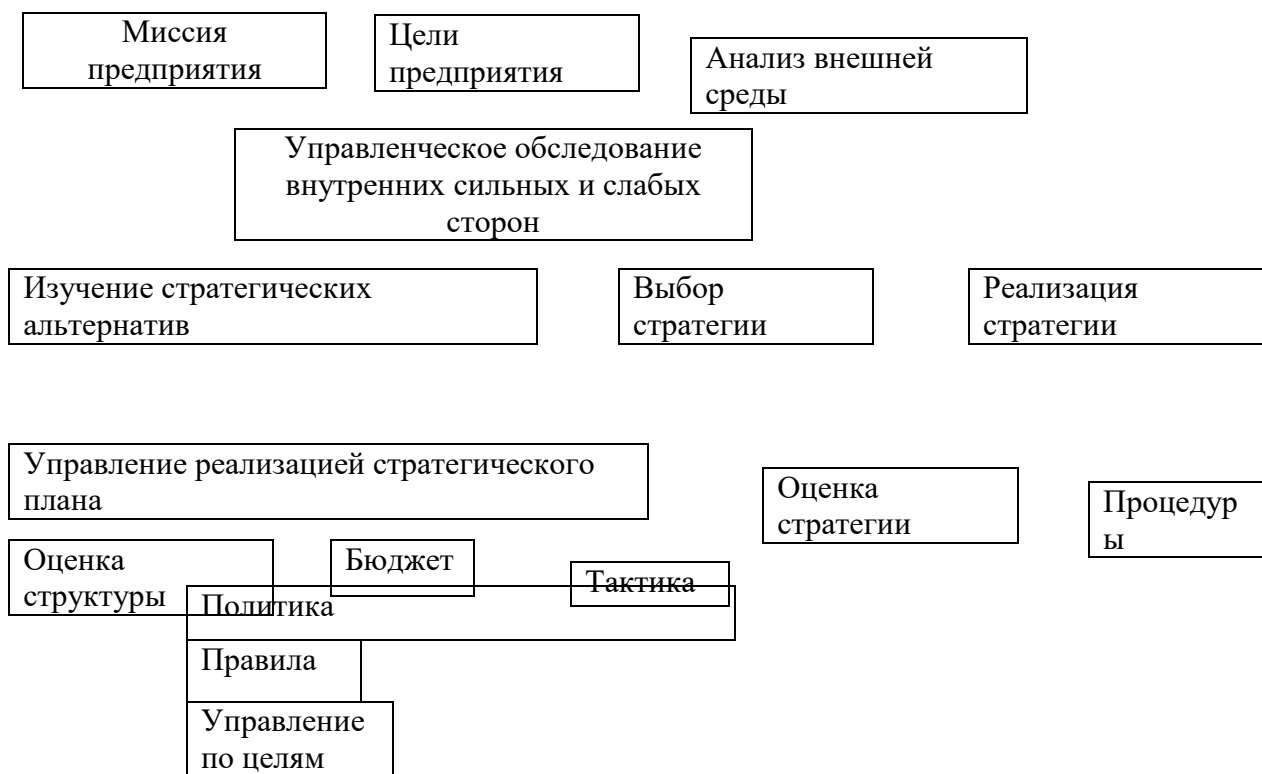 Миссия
предприятия
Цели
предприятия
Анализ внешней
среды
Управленческое обследование
внутренних сильных и слабых
сторон
Изучение стратегических
альтернатив
Выбор
стратегии
Реализация
стратегии
Управление реализацией стратегического
плана
Оценка
стратегии
Процедур
ы
Оценка
структуры
Бюджет
Тактика
Политика
Правила
Управление
по целям